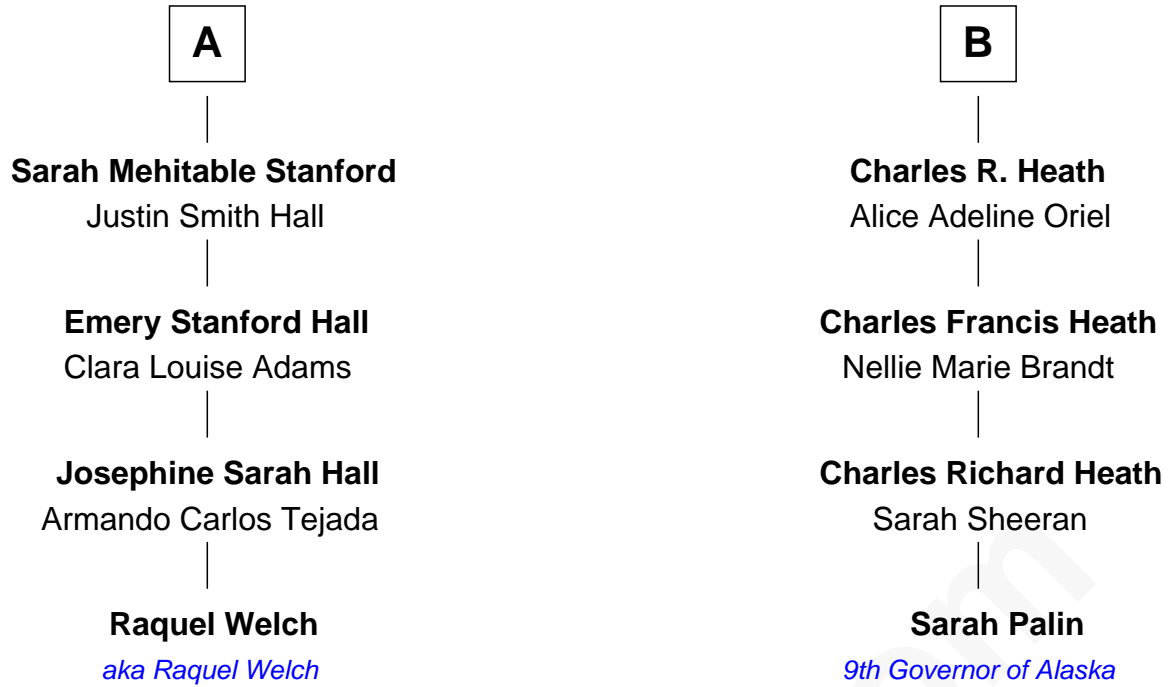 A
B
Sarah Mehitable Stanford
Justin Smith Hall
Charles R. Heath
Alice Adeline Oriel
Emery Stanford Hall
Clara Louise Adams
Charles Francis Heath
Nellie Marie Brandt
Josephine Sarah Hall
Armando Carlos Tejada
Charles Richard Heath
Sarah Sheeran
Raquel Welch
aka Raquel Welch
Sarah Palin
9th Governor of Alaska
om